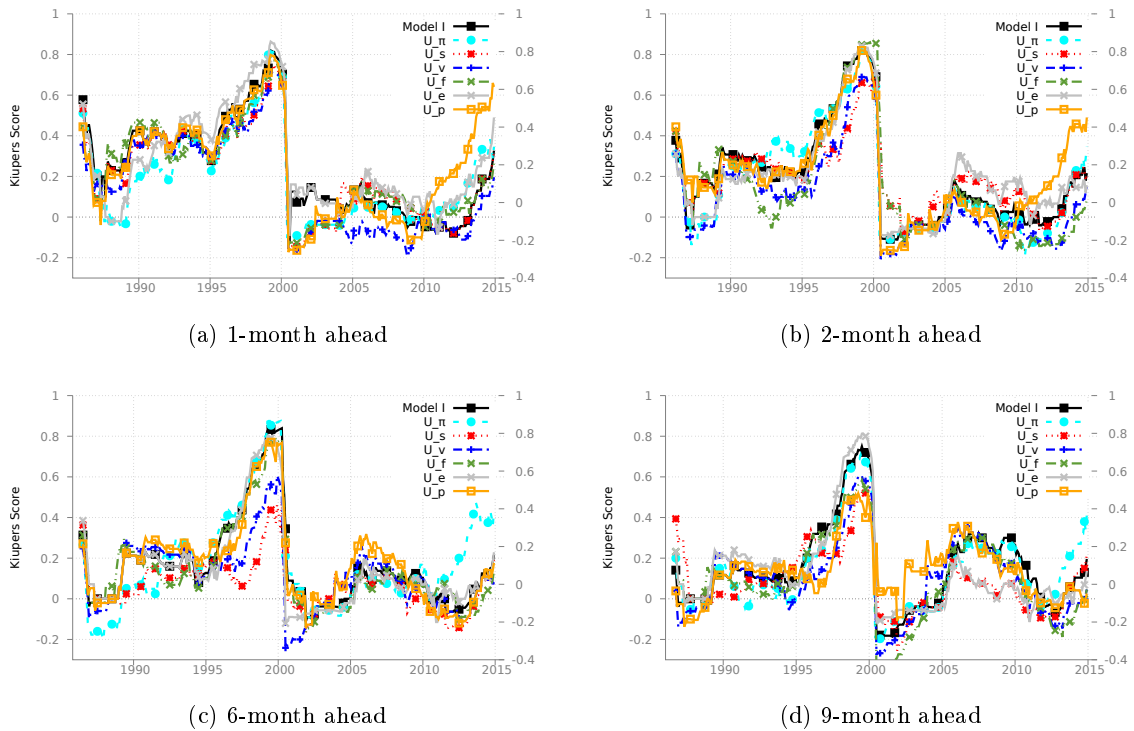 1
0.8
0.6
0.4
0.2
0
-0.2
Kiupers Score
1
0.8
0.6
0.4
0.2
0
-0.2
-0.4
1990
1995
2000
2005
2010
2015
Model I
U_π
U_s
U_v
U_f
U_e
U_p
(a) 1-month ahead
1
0.8
0.6
0.4
0.2
0
-0.2
Kiupers Score
1
0.8
0.6
0.4
0.2
0
-0.2
-0.4
1990
1995
2000
2005
2010
2015
Model I
U_π
U_s
U_v
U_f
U_e
U_p
(b) 2-month ahead
1
0.8
0.6
0.4
0.2
0
-0.2
Kiupers Score
1
0.8
0.6
0.4
0.2
0
-0.2
-0.4
1990
1995
2000
2005
2010
2015
Model I
U_π
U_s
U_v
U_f
U_e
U_p
(c) 6-month ahead
1
0.8
0.6
0.4
0.2
0
-0.2
Kiupers Score
1
0.8
0.6
0.4
0.2
0
-0.2
-0.4
1990
1995
2000
2005
2010
2015
Model I
U_π
U_s
U_v
U_f
U_e
U_p
(d) 9-month ahead